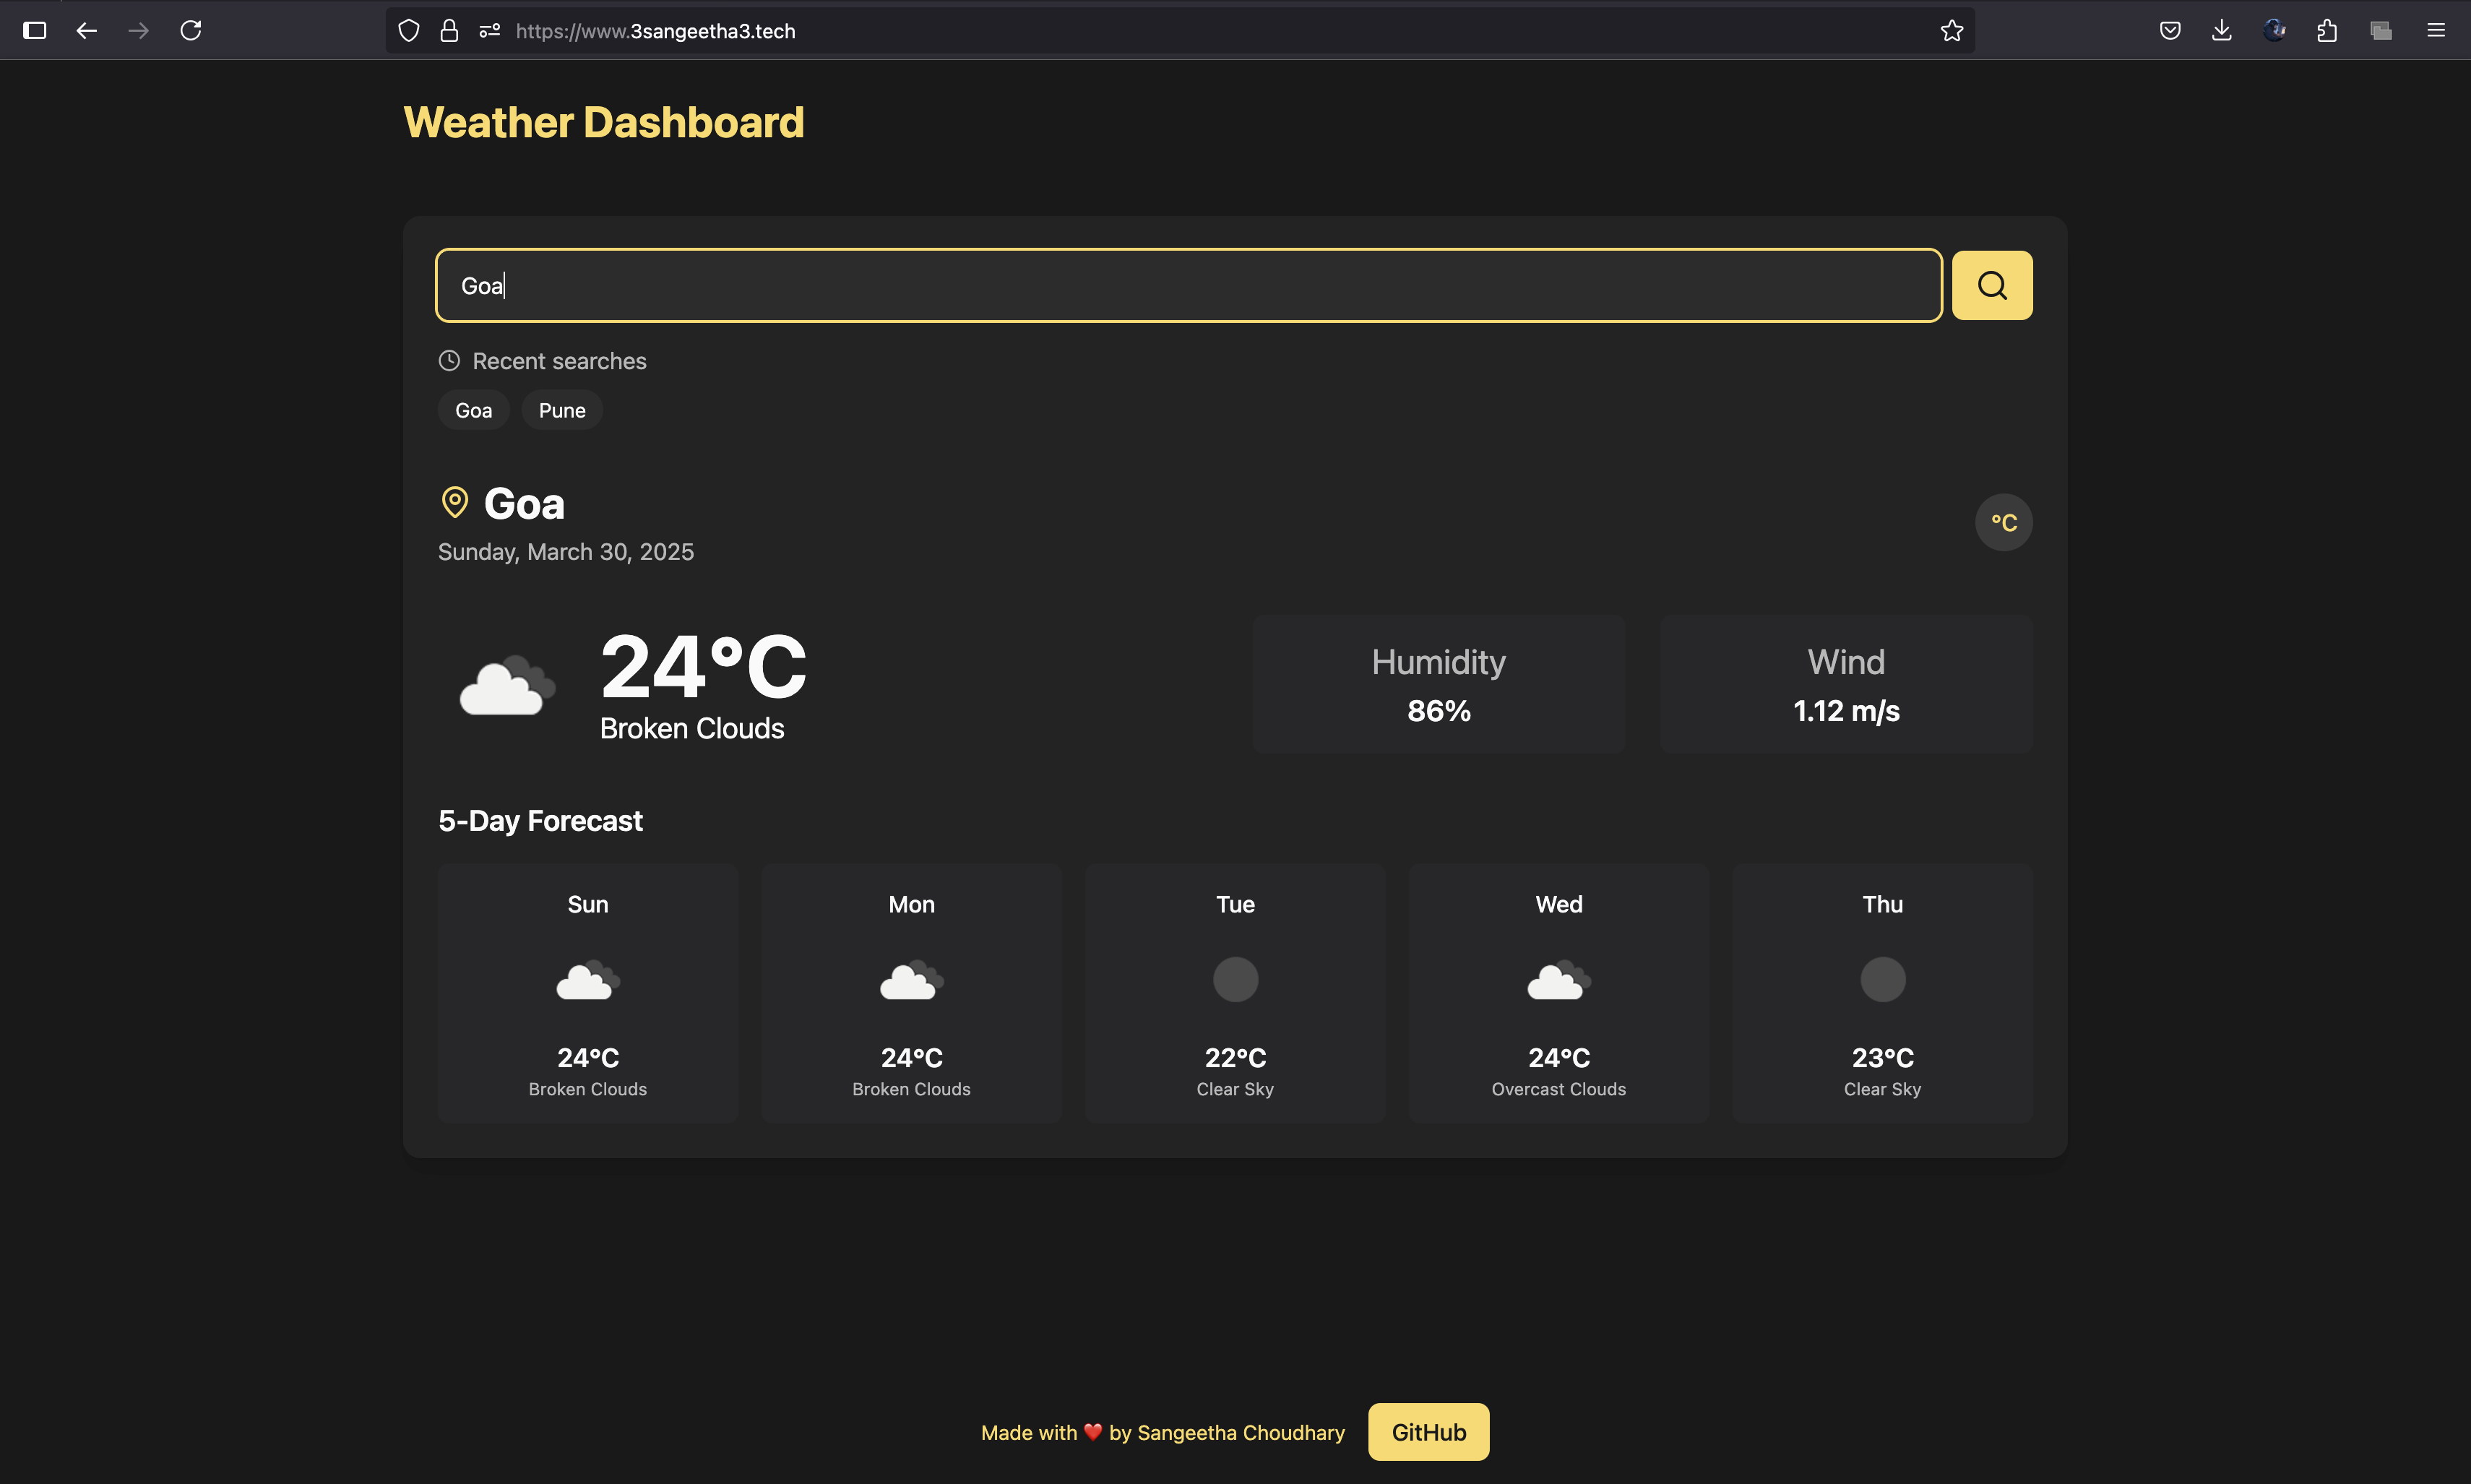 https://www.3sangeetha3.tech
Weather Dashboard
Goa
Recent searches
Goa Pune
Goa
Sunday, March 30, 2025
°C
24°C
Broken Clouds
Humidity
86%
Wind
1.12 m/s
5-Day Forecast
Sun
24°C
Broken Clouds
Mon
24°C
Broken Clouds
Tue
22°C
Clear Sky
Wed
24°C
Overcast Clouds
Thu
23°C
Clear Sky
Made with ❤️ by Sangeetha Choudhary
GitHub